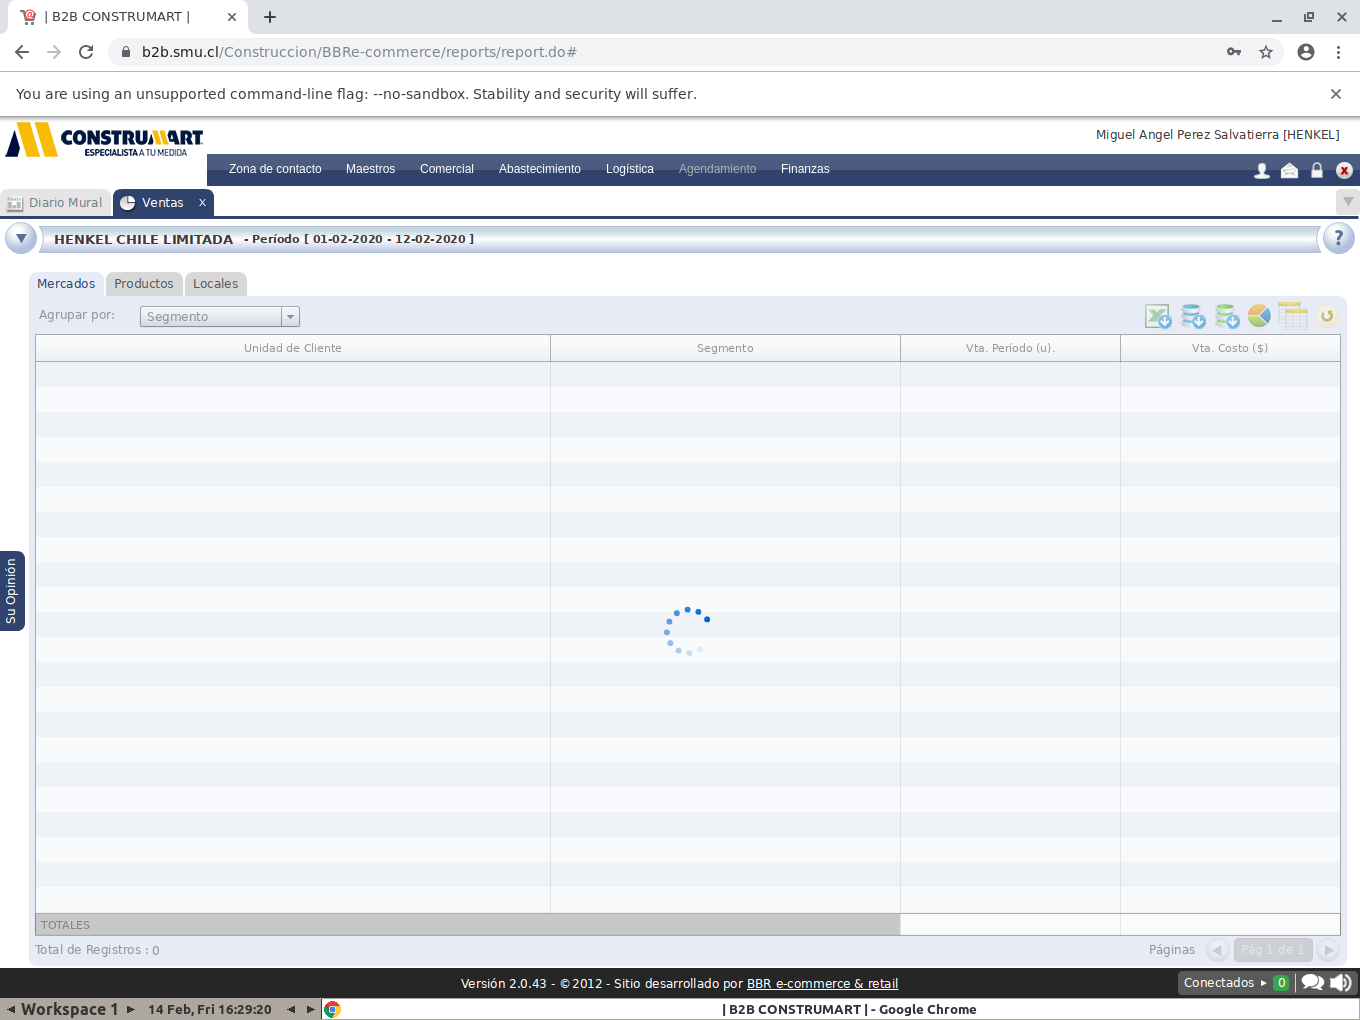 | B2B CONSTRUMART |
b2b.smu.cl/Construccion/BBRe-commerce/reports/report.do#
You are using an unsupported command-line flag: --no-sandbox. Stability and security will suffer.
CONSTRUMART
ESPECIALISTA A TU MEDIDA
Miguel Angel Perez Salvatierra [HENKEL]
Zona de contacto Maestros Comercial Abastecimiento Logística Agendamiento Finanzas
Diario Mural Ventas X
HENKEL CHILE LIMITADA - Período [ 01-02-2020 - 12-02-2020 ] ?
Mercados Productos Locales
Agrupar por: Segmento
Unidad de Cliente Segmento Vta. Período (u). Vta. Costo ($)
Su Opinión
TOTALES
Total de Registros : 0 Páginas Pág 1 de 1
Versión 2.0.43 - ©2012 - Sitio desarrollado por BBR e-commerce & retail Conectados 0
Workspace 1 14 Feb, Fri 16:29:20 | B2B CONSTRUMART | - Google Chrome